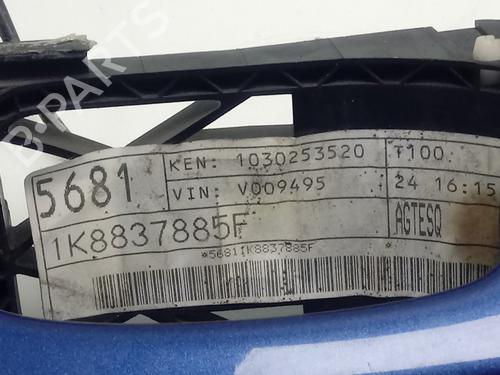 5681
KEN: 1030253520
T100
VIN: V009495
24 16:15
1K8837885F
AGTESQ
*56811K8837885F
B-PARTS